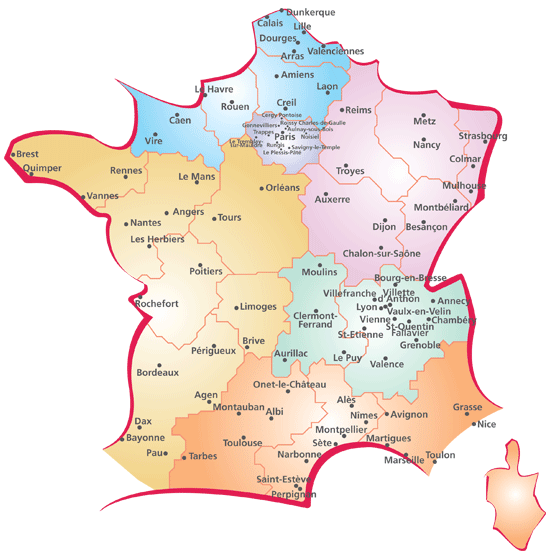 Dunkerque
Calais
Lille
Dourges
Valenciennes
Arras
Amiens
Laon
Le Havre
Rouen
Creil
Reims
Caen
Cergy-Pontoise
Roissy Charles-de-Gaulle
Gennevilliers
Aulnay-sous-Bois
Trappes
Paris
Noisiel
Rungis
Savigny-le-Temple
Le Plessis-Pâté
Vire
Metz
Nancy
Strasbourg
Colmar
Mulhouse
Montbéliard
Brest
Quimper
Rennes
Le Mans
Orléans
Troyes
Auxerre
Vannes
Angers
Tours
Nantes
Dijon
Besançon
Les Herbiers
Chalon-sur-Saône
Poitiers
Moulins
Bourg-en-Bresse
Rochefort
Limoges
Villefranche
Villette
d'Anthon
Annecy
Lyon
Vaulx-en-Velin
Clermont-
Ferrand
Vienne
Chambéry
St-Quentin
Fallavier
St-Etienne
Grenoble
Périgueux
Brive
Aurillac
Le Puy
Valence
Bordeaux
Onet-le-Château
Agen
Alès
Montauban
Albi
Nimes
Avignon
Grasse
Nice
Dax
Bayonne
Toulouse
Montpellier
Sète
Martigues
Pau
Tarbes
Narbonne
Marseille
Toulon
Saint-Estève
Perpignan